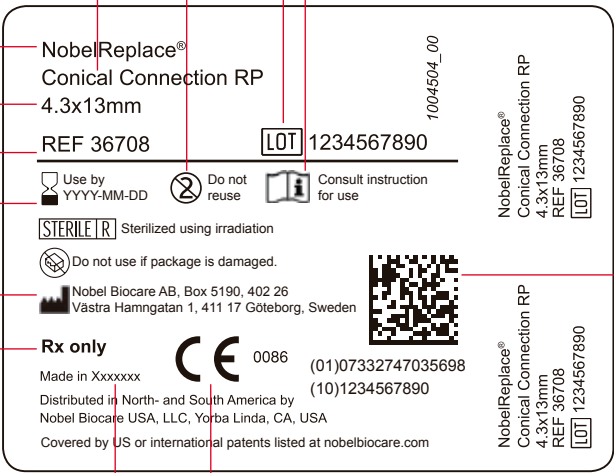 NobelReplace®
Conical Connection RP
4.3x13mm
REF 36708
LOT 1234567890
1004504_00
Use by
YYYY-MM-DD
2
Do not
reuse
i
Consult instruction
for use
STERILE R Sterilized using irradiation
Do not use if package is damaged.
Nobel Biocare AB, Box 5190, 402 26
Västra Hamngatan 1, 411 17 Göteborg, Sweden
Rx only
CE 0086
Made in Xxxxxxx
(01)07332747035698
(10)1234567890
Distributed in North- and South America by
Nobel Biocare USA, LLC, Yorba Linda, CA, USA
Covered by US or international patents listed at nobelbiocare.com
NobelReplace®
Conical Connection RP
4.3x13mm
REF 36708
LOT 1234567890
NobelReplace®
Conical Connection RP
4.3x13mm
REF 36708
LOT 1234567890